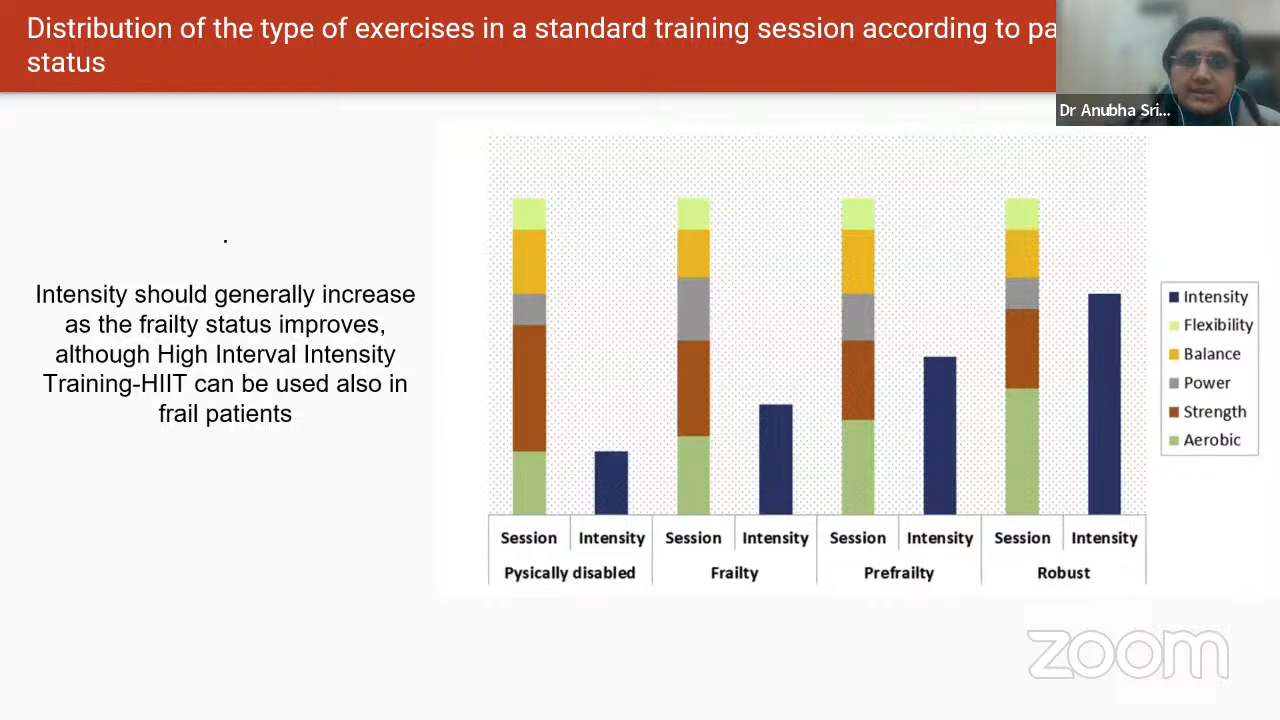 Distribution of the type of exercises in a standard training session according to pa
status
Dr Anubha Sri...
.
Intensity should generally increase
as the frailty status improves,
although High Interval Intensity
Training-HIIT can be used also in
frail patients
Intensity
Flexibility
Balance
Power
Strength
Aerobic
Session Intensity Session Intensity Session Intensity Session Intensity
Pysically disabled Frailty Prefrailty Robust
zoom